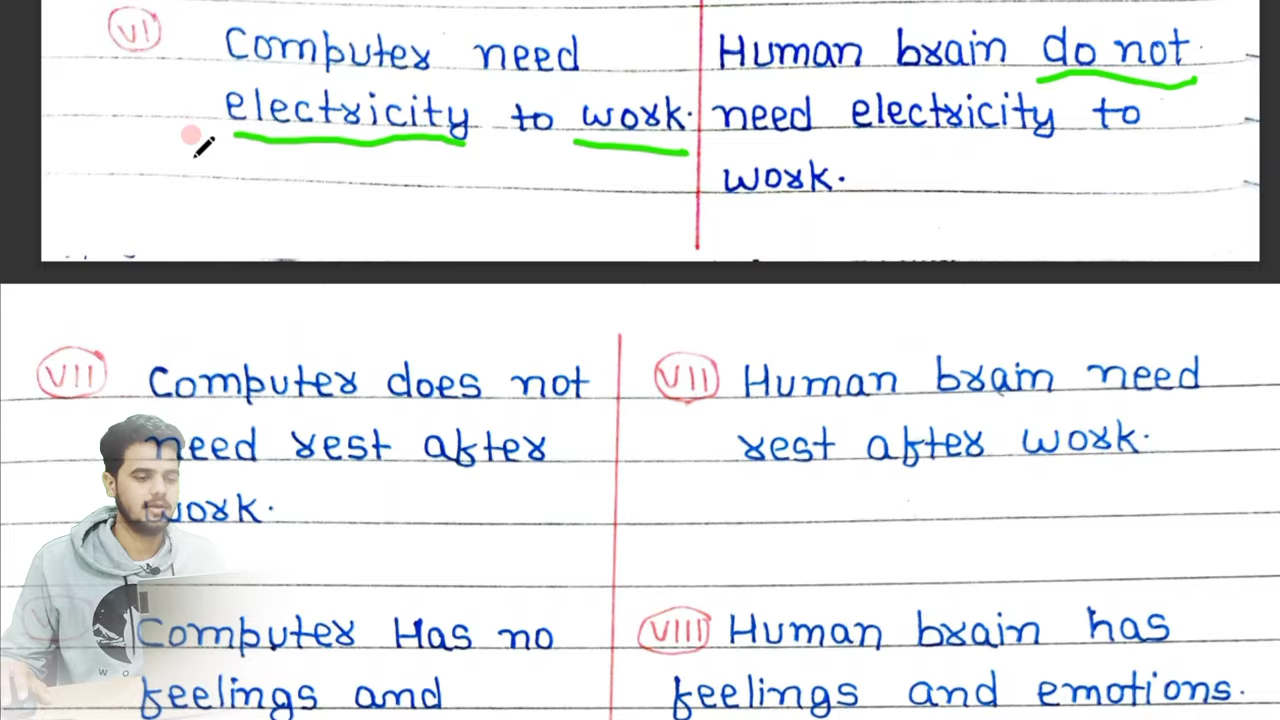 VI
Computer need
electricity to work.
Human brain do not
need electricity to
work.
VII Computer does not
need rest after
work.
VII Human brain need
rest after work.
Computer Has no
feelings and
VIII Human brain has
feelings and emotions.
W O